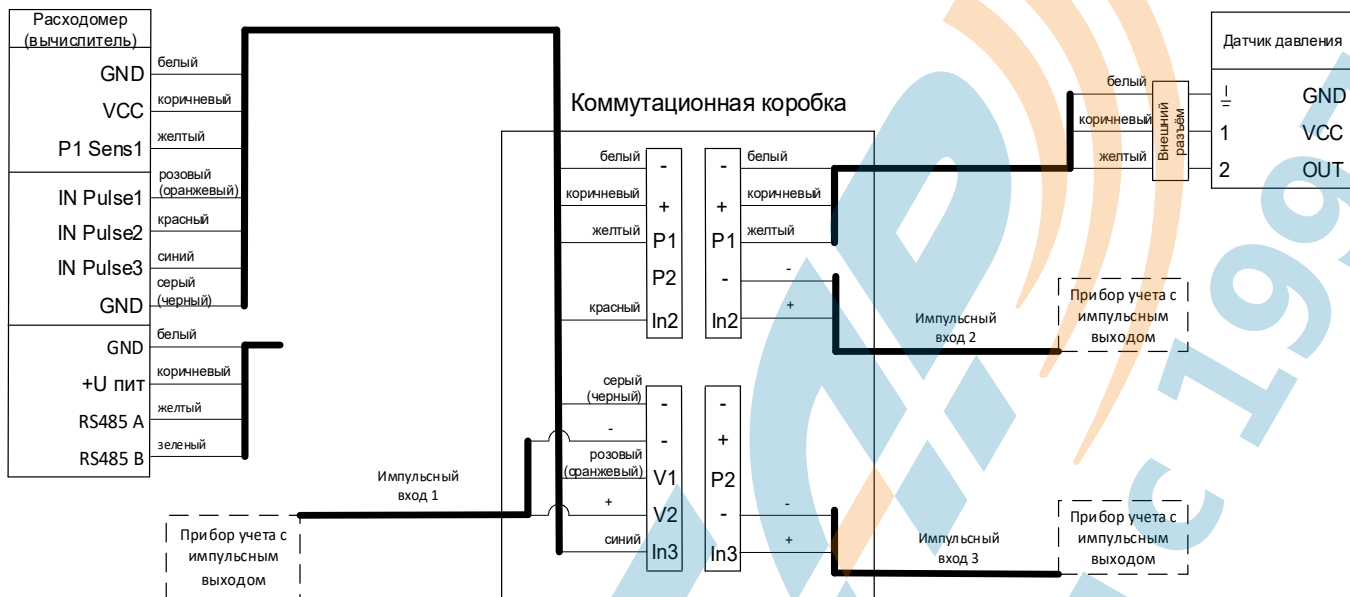 Расходомер
(вычислитель)
GND
белый
VCC
коричневый
P1 Sens1
желтый
IN Pulse1
розовый
(оранжевый)
IN Pulse2
красный
IN Pulse3
синий
GND
серый
(черный)
GND
белый
+U пит
коричневый
RS485 A
желтый
RS485 B
зеленый
Коммутационная коробка
белый
-
коричневый
+
желтый
P1
P2
красный
In2
-
белый
+
коричневый
P1
желтый
-
-
In2
+
Импульсный
вход 2
Прибор учета с
импульсным
выходом
Датчик давления
белый
коричневый
желтый
Внешний
разъём
GND
1
VCC
2
OUT
серый
(черный)
-
-
-
розовый
(оранжевый)
V1
+
V2
синий
In3
-
+
P2
-
-
In3
+
Импульсный
вход 1
Прибор учета с
импульсным
выходом
Импульсный
вход 3
Прибор учета с
импульсным
выходом
с 1997